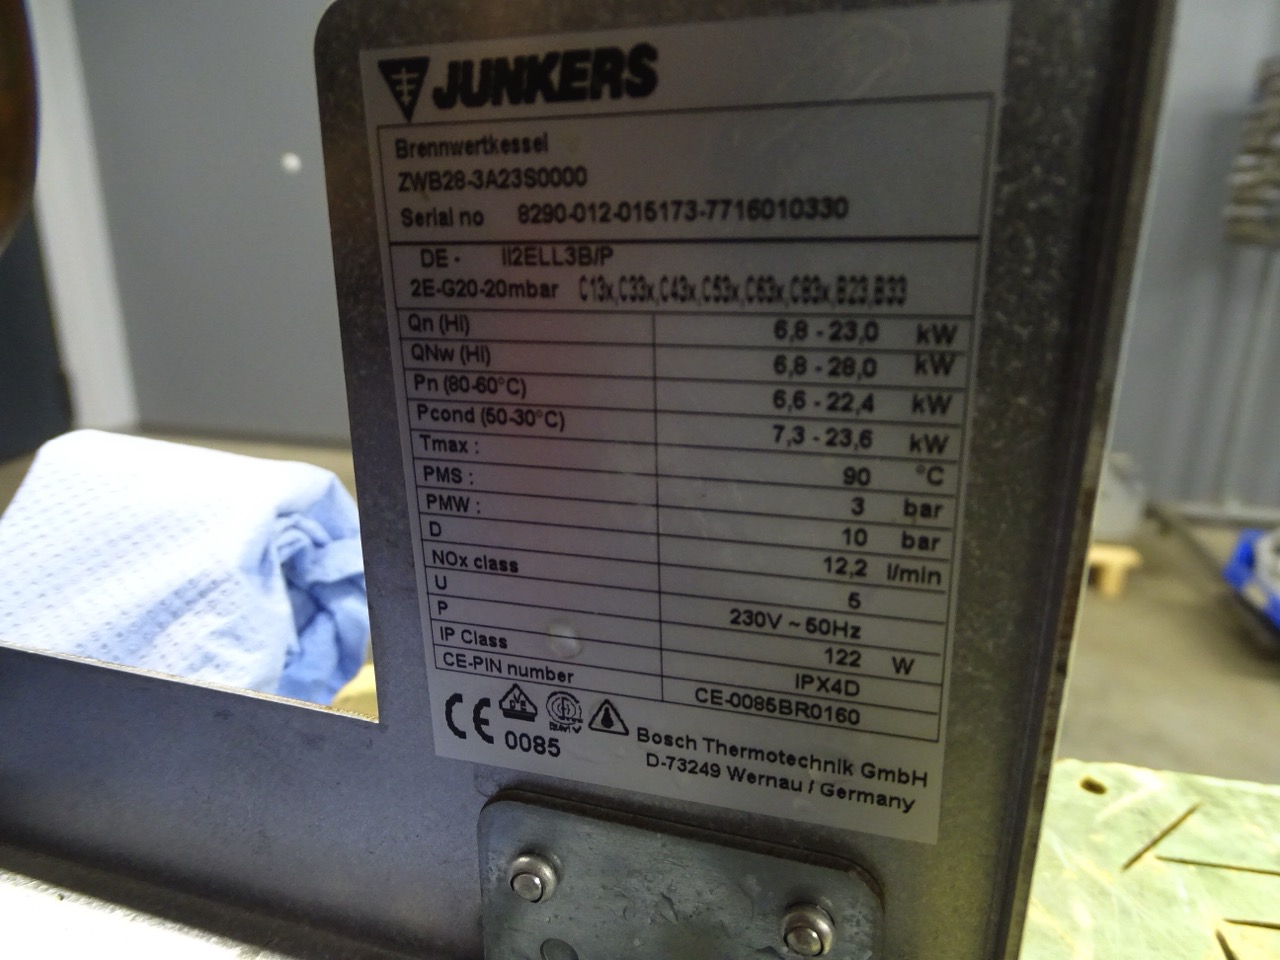 JUNKERS
Brennwertkessel
ZWB28-3A23S0000
Serial no 8290-012-015173-7716010330
DE - II2ELL3B/P
2E-G20-20mbar C13x,C33x,C43x,C53x,C63x,C83x,B23,B33
Qn (Hi) 6,8 - 23,0 kW
QNw (Hi) 6,8 - 28,0 kW
Pn (80-60°C) 6,6 - 22,4 kW
Pcond (50-30°C) 7,3 - 23,6 kW
Tmax : 90 °C
PMS : 3 bar
PMW : 10 bar
D 12,2 l/min
NOx class 5
U 230V ~ 50Hz
P 122 W
IP Class IPX4D
CE-PIN number CE-0085BR0160
CE 0085
Bosch Thermotechnik GmbH
D-73249 Wernau / Germany